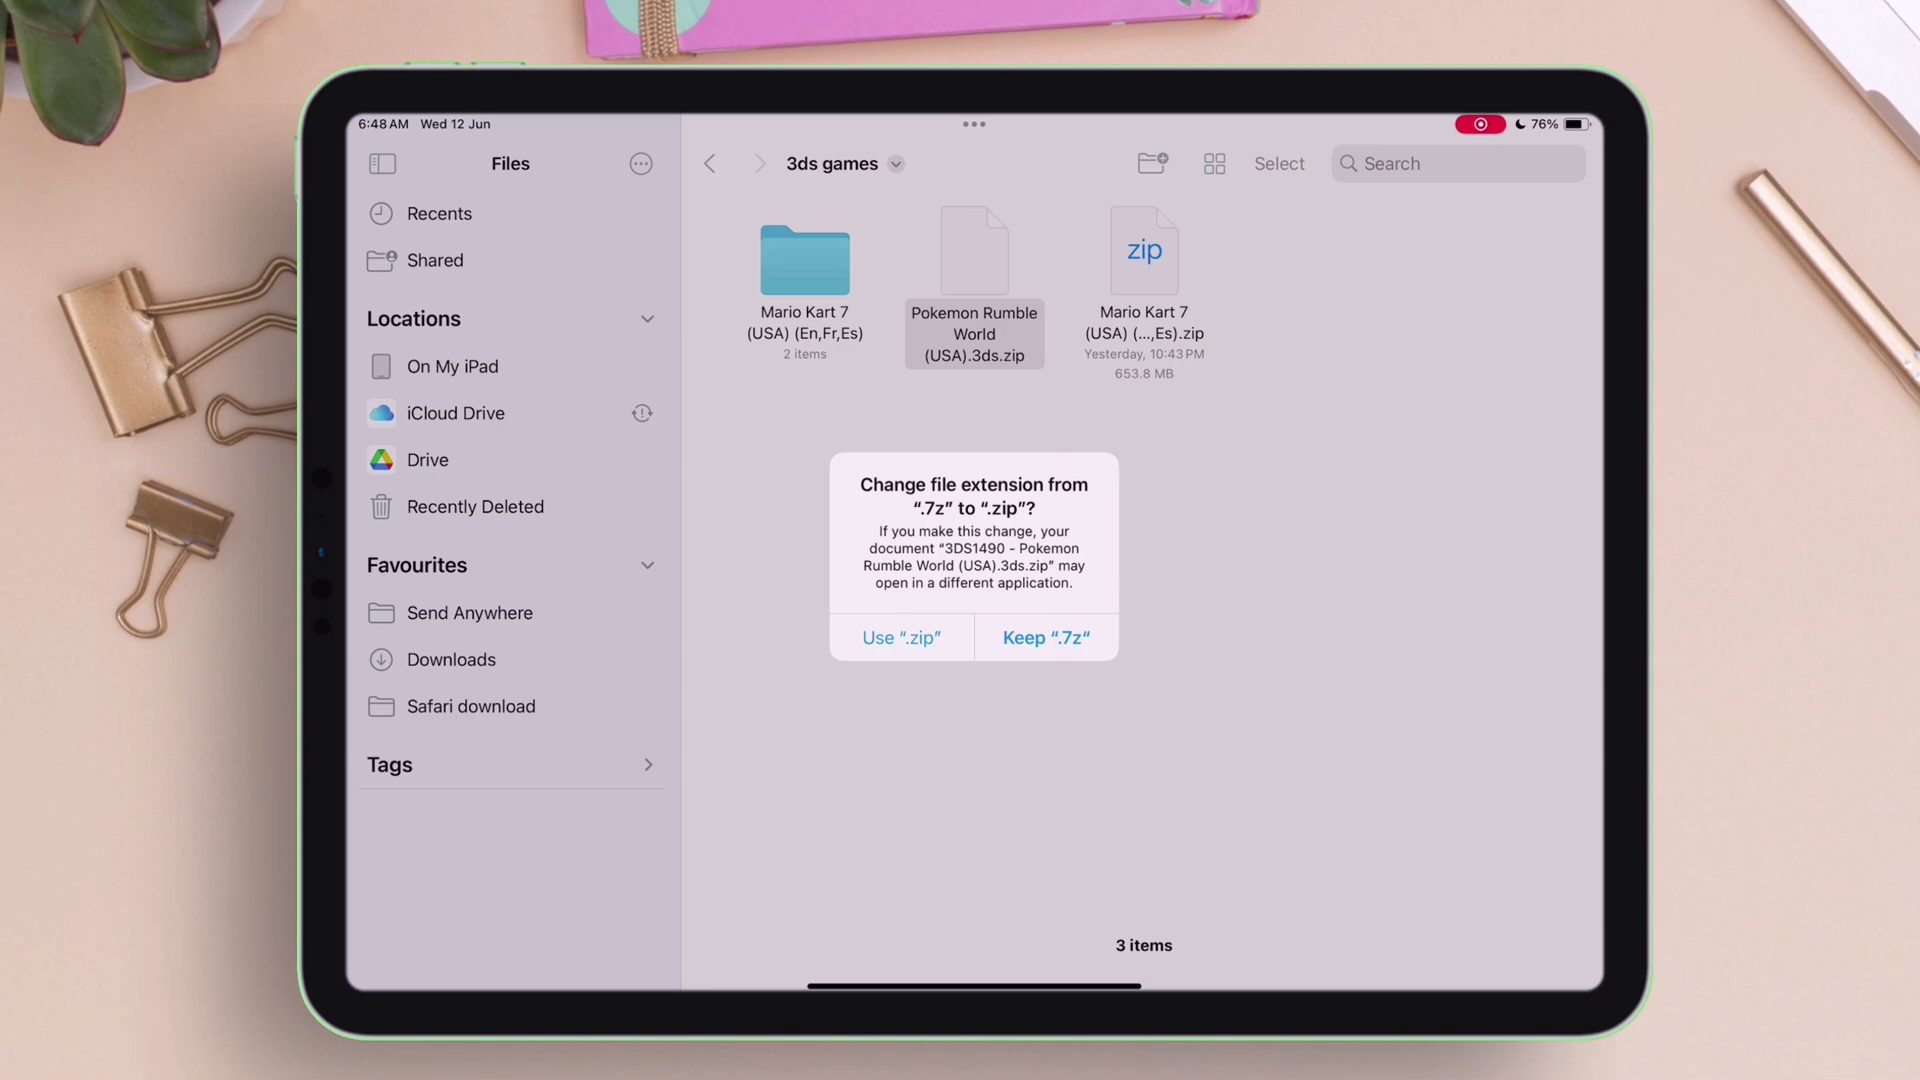 6:48 AM Wed 12 Jun
76%
Files
3ds games
Select
Search
Recents
Shared
Locations
On My iPad
iCloud Drive
Drive
Recently Deleted
Favourites
Send Anywhere
Downloads
Safari download
Tags
Mario Kart 7
(USA) (En,Fr,Es)
2 items
Pokemon Rumble
World
(USA).3ds.zip
zip
Mario Kart 7
(USA) (...,Es).zip
Yesterday, 10:43 PM
653.8 MB
Change file extension from
“.7z” to “.zip”?
If you make this change, your
document “3DS1490 - Pokemon
Rumble World (USA).3ds.zip” may
open in a different application.
Use “.zip”
Keep “.7z“
3 items